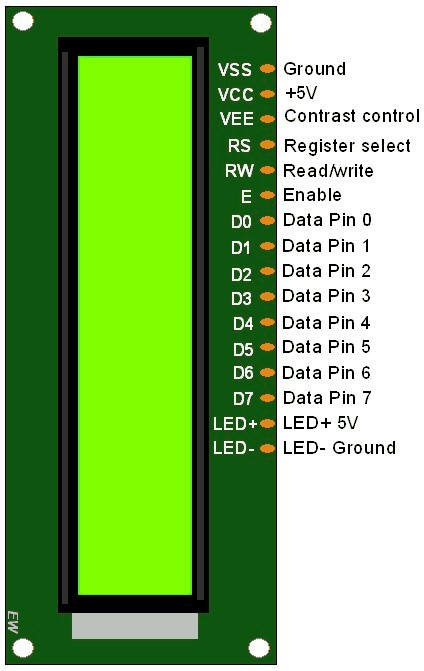 VSS Ground
VCC +5V
VEE Contrast control
RS Register select
RW Read/write
E Enable
D0 Data Pin 0
D1 Data Pin 1
D2 Data Pin 2
D3 Data Pin 3
D4 Data Pin 4
D5 Data Pin 5
D6 Data Pin 6
D7 Data Pin 7
LED+ LED+ 5V
LED- LED- Ground
EW